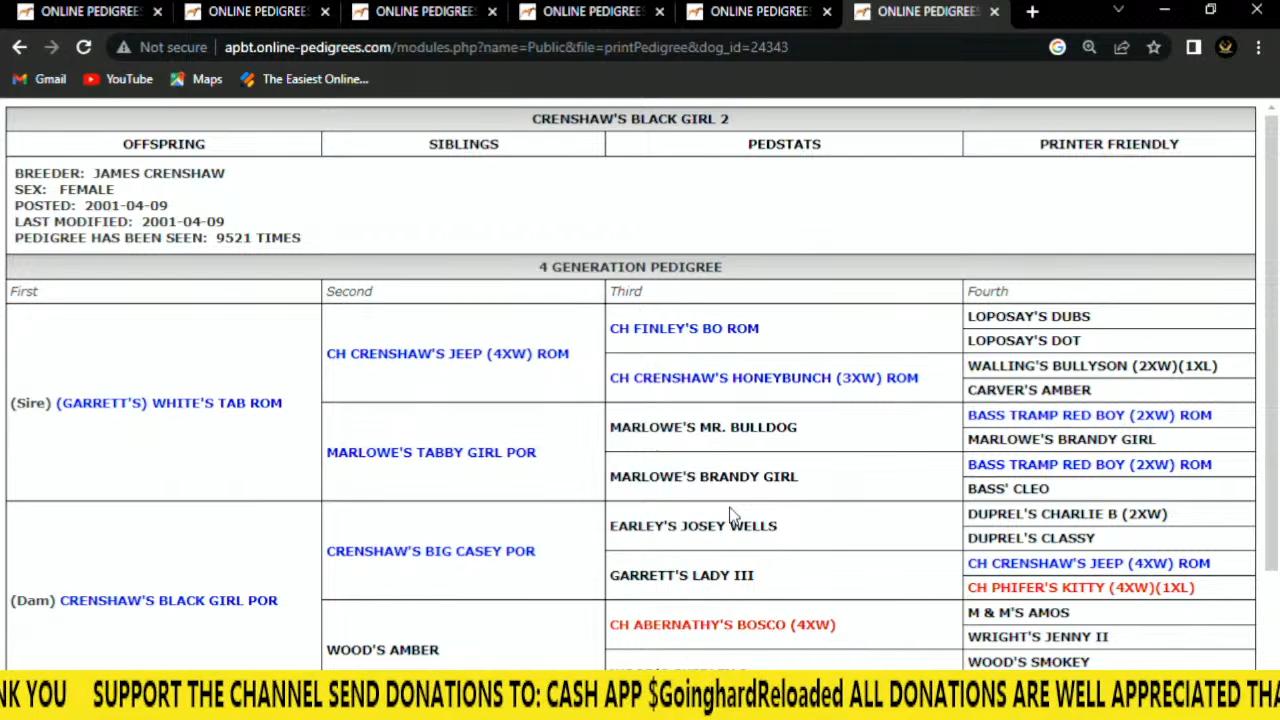 ONLINE PEDIGREES ONLINE PEDIGREES ONLINE PEDIGREES ONLINE PEDIGREES ONLINE PEDIGREES ONLINE PEDIGREES
Not secure apbt.online-pedigrees.com/modules.php?name=Public&file=printPedigree&dog_id=24343
Gmail YouTube Maps The Easiest Online...
CRENSHAW'S BLACK GIRL 2
OFFSPRING SIBLINGS PEDSTATS PRINTER FRIENDLY
BREEDER: JAMES CRENSHAW
SEX: FEMALE
POSTED: 2001-04-09
LAST MODIFIED: 2001-04-09
PEDIGREE HAS BEEN SEEN: 9521 TIMES
4 GENERATION PEDIGREE
First Second Third Fourth
(Sire) (GARRETT'S) WHITE'S TAB ROM
CH CRENSHAW'S JEEP (4XW) ROM
CH FINLEY'S BO ROM
LOPOSAY'S DUBS
LOPOSAY'S DOT
CH CRENSHAW'S HONEYBUNCH (3XW) ROM
WALLING'S BULLYSON (2XW)(1XL)
CARVER'S AMBER
MARLOWE'S TABBY GIRL POR
MARLOWE'S MR. BULLDOG
BASS TRAMP RED BOY (2XW) ROM
MARLOWE'S BRANDY GIRL
MARLOWE'S BRANDY GIRL
BASS TRAMP RED BOY (2XW) ROM
BASS' CLEO
(Dam) CRENSHAW'S BLACK GIRL POR
CRENSHAW'S BIG CASEY POR
EARLEY'S JOSEY WELLS
DUPREL'S CHARLIE B (2XW)
DUPREL'S CLASSY
GARRETT'S LADY III
CH CRENSHAW'S JEEP (4XW) ROM
CH PHIFER'S KITTY (4XW)(1XL)
WOOD'S AMBER
CH ABERNATHY'S BOSCO (4XW)
M & M'S AMOS
WRIGHT'S JENNY II
WOOD'S SMOKEY
NK YOU SUPPORT THE CHANNEL SEND DONATIONS TO: CASH APP $GoinghardReloaded ALL DONATIONS ARE WELL APPRECIATED THA